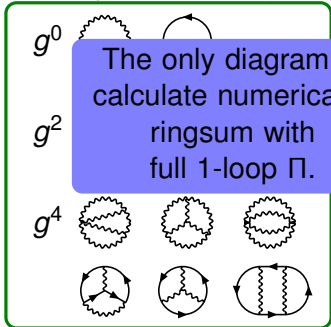 g⁰
The only diagram
calculate numerica
g²
ringsum with
full 1-loop Π.
g⁴